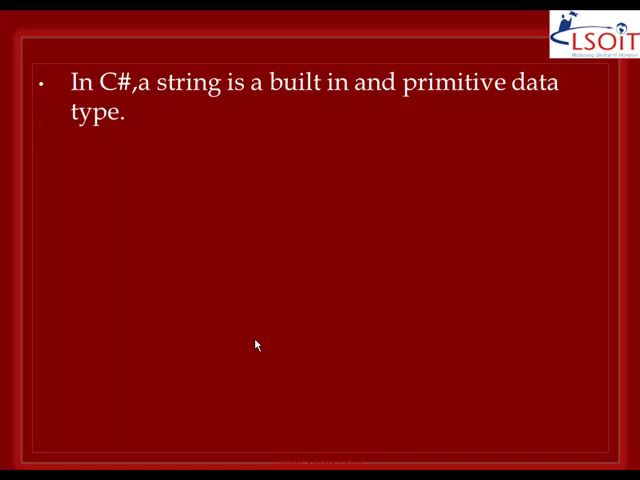 LSOiT
• In C#,a string is a built in and primitive data
type.